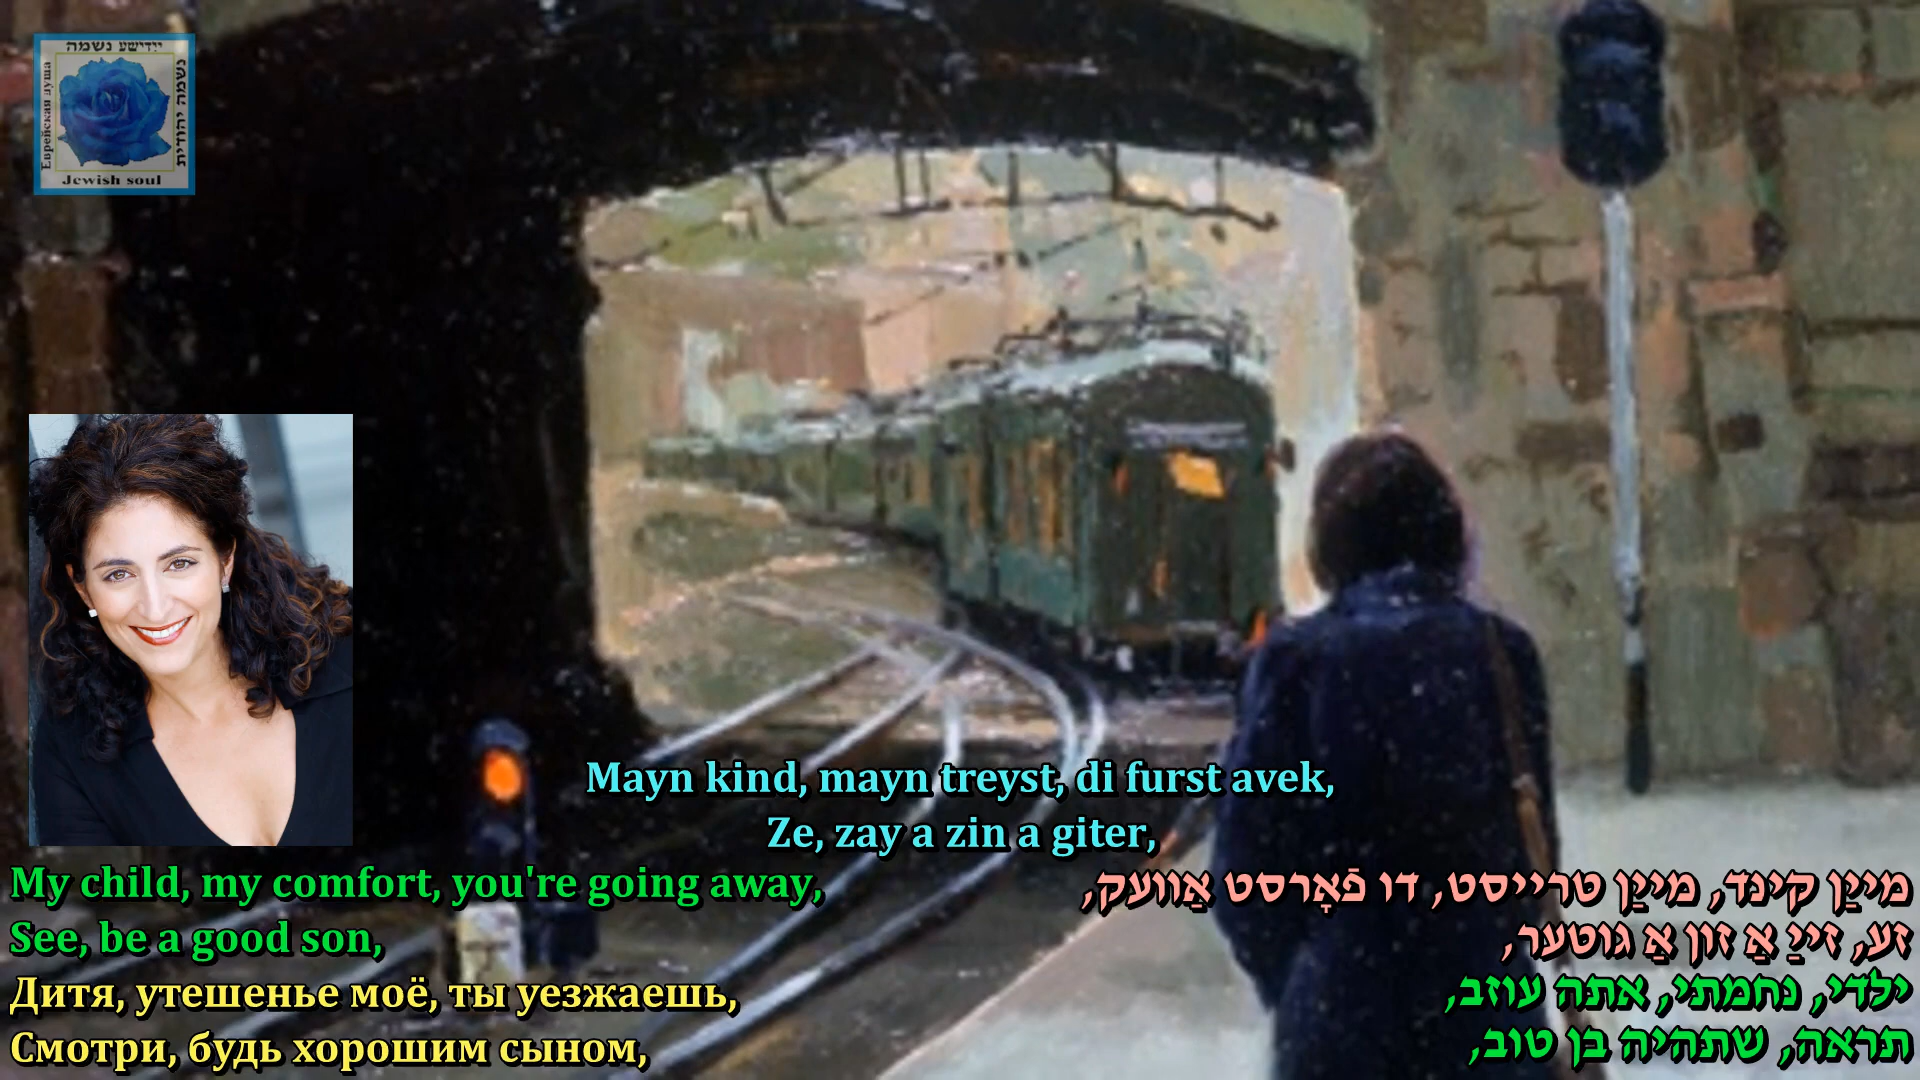 ייִדישע נשמה
Еврейская душа
נשמה יהודית
Jewish soul
Mayn kind, mayn treyst, di furst avek,
Ze, zay a zin a giter,
My child, my comfort, you're going away,
See, be a good son,
Дитя, утешенье моё, ты уезжаешь,
Смотри, будь хорошим сыном,
מייַן קינד, מייַן טרייסט, דו פֿאָרסט אַוועק,
זע, זייַ אַ זון אַ גוטער,
ילדי, נחמתי, אתה עוזב,
תראה, שתהיה בן טוב,